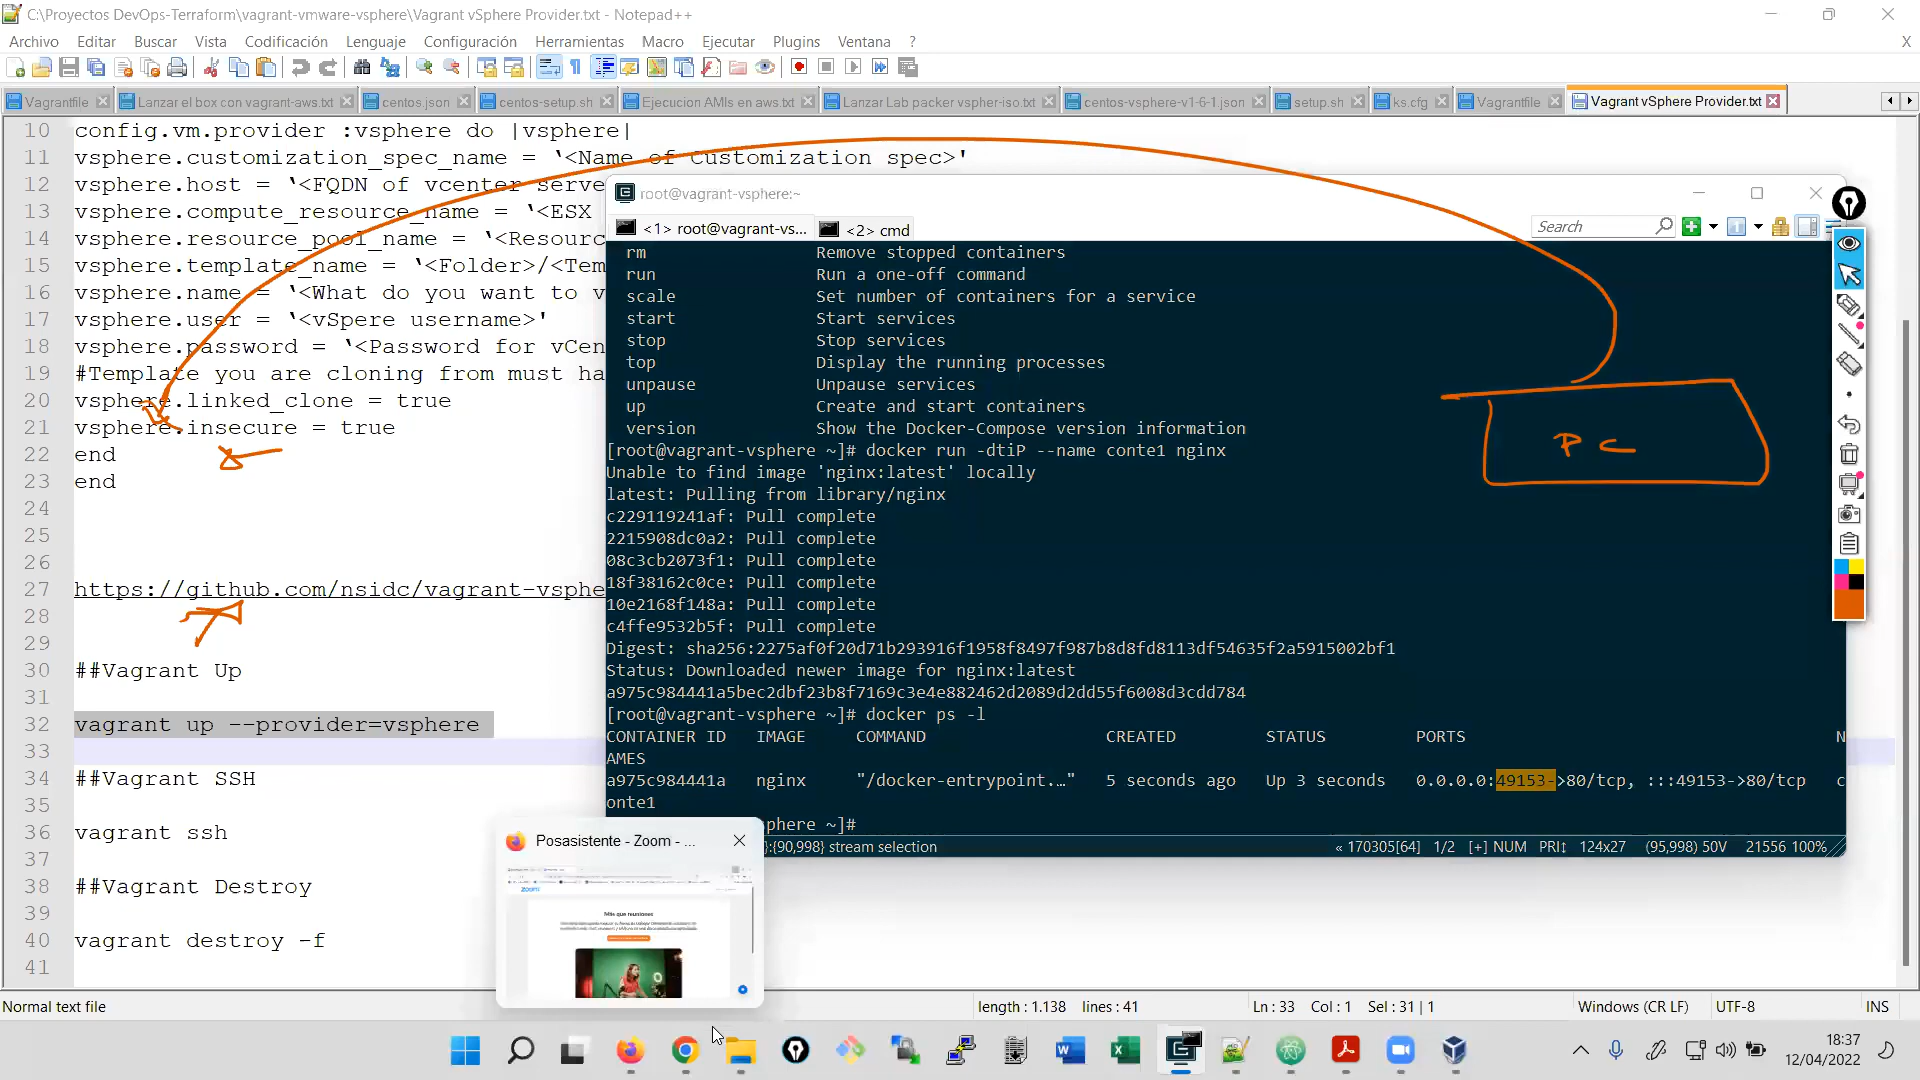 C:\Proyectos DevOps-Terraform\vagrant-vmware-vsphere\Vagrant vSphere Provider.txt - Notepad++
Archivo Editar Buscar Vista Codificación Lenguaje Configuración Herramientas Macro Ejecutar Plugins Ventana ? X
Vagrantfile Lanzar el box con vagrant-aws.txt centos.json centos-setup.sh Ejecucion AMIs en aws.txt Lanzar Lab packer vspher-iso.txt centos-vsphere-v1-6-1.json setup.sh ks.cfg Vagrantfile Vagrant vSphere Provider.txt
10 config.vm.provider :vsphere do |vsphere|
11 vsphere.customization_spec_name = '<Name of Customization spec>'
12 vsphere.host = '<FQDN of vcenter serve
13 vsphere.compute_resource_name = '<ESX
14 vsphere.resource_pool_name = '<Resourc
15 vsphere.template_name = '<Folder>/<Tem
16 vsphere.name = '<What do you want to v
17 vsphere.user = '<vSpere username>'
18 vsphere.password = '<Password for vCen
19 #Template you are cloning from must ha
20 vsphere.linked_clone = true
21 vsphere.insecure = true
22 end
23 end
24
25
26
27 https://github.com/nsidc/vagrant-vsphe
28
29
30 ##Vagrant Up
31
32 vagrant up --provider=vsphere
33
34 ##Vagrant SSH
35
36 vagrant ssh
37
38 ##Vagrant Destroy
39
40 vagrant destroy -f
41
root@vagrant-vsphere:~
<1> root@vagrant-vs... <2> cmd Search
rm Remove stopped containers
run Run a one-off command
scale Set number of containers for a service
start Start services
stop Stop services
top Display the running processes
unpause Unpause services
up Create and start containers
version Show the Docker-Compose version information
[root@vagrant-vsphere ~]# docker run -dtiP --name conte1 nginx
Unable to find image 'nginx:latest' locally
latest: Pulling from library/nginx
c229119241af: Pull complete
2215908dc0a2: Pull complete
08c3cb2073f1: Pull complete
18f38162c0ce: Pull complete
10e2168f148a: Pull complete
c4ffe9532b5f: Pull complete
Digest: sha256:2275af0f20d71b293916f1958f8497f987b8d8fd8113df54635f2a5915002bf1
Status: Downloaded newer image for nginx:latest
a975c984441a5bec2dbf23b8f7169c3e4e882462d2089d2dd55f6008d3cdd784
[root@vagrant-vsphere ~]# docker ps -l
CONTAINER ID IMAGE COMMAND CREATED STATUS PORTS N
AMES
a975c984441a nginx "/docker-entrypoint.…" 5 seconds ago Up 3 seconds 0.0.0.0:49153->80/tcp, :::49153->80/tcp c
onte1
sphere ~]#
}:{90,998} stream selection « 170305[64] 1/2 [+] NUM PRI↕ 124x27 (95,998) 50V 21556 100%
PC
Posasistente - Zoom - ...
zoom
Más que reuniones
Normal text file length : 1.138 lines : 41 Ln : 33 Col : 1 Sel : 31 | 1 Windows (CR LF) UTF-8 INS
18:37
12/04/2022